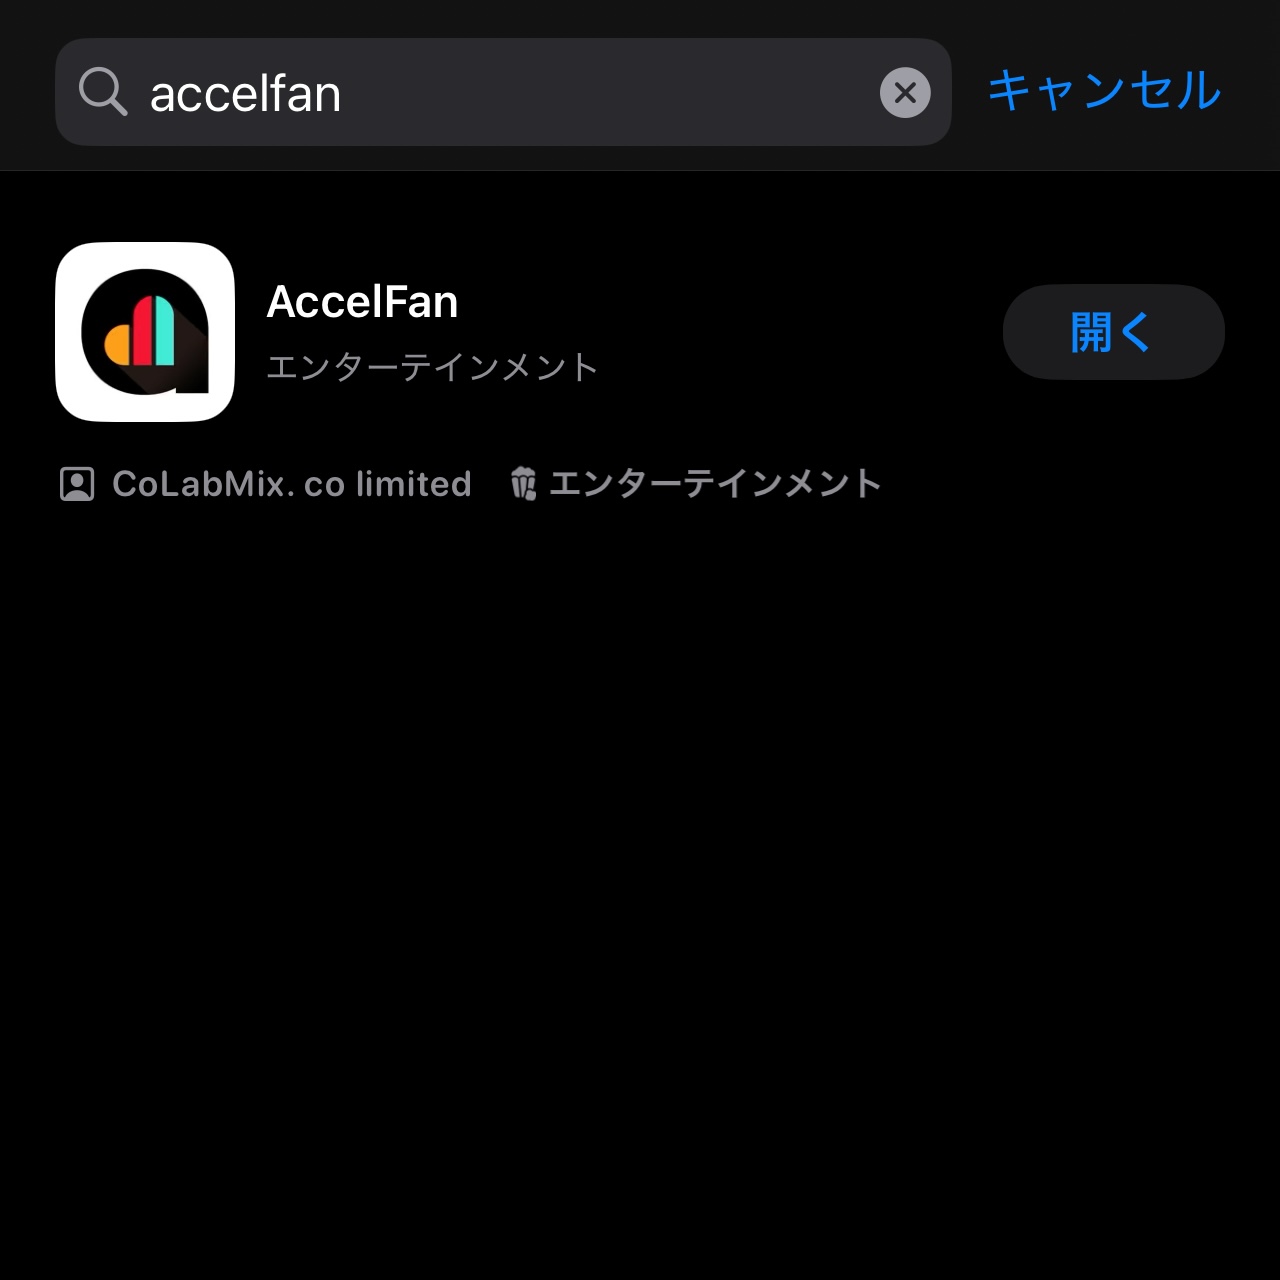 accelfan
キャンセル
AccelFan
エンターテインメント
開く
CoLabMix. co limited
エンターテインメント